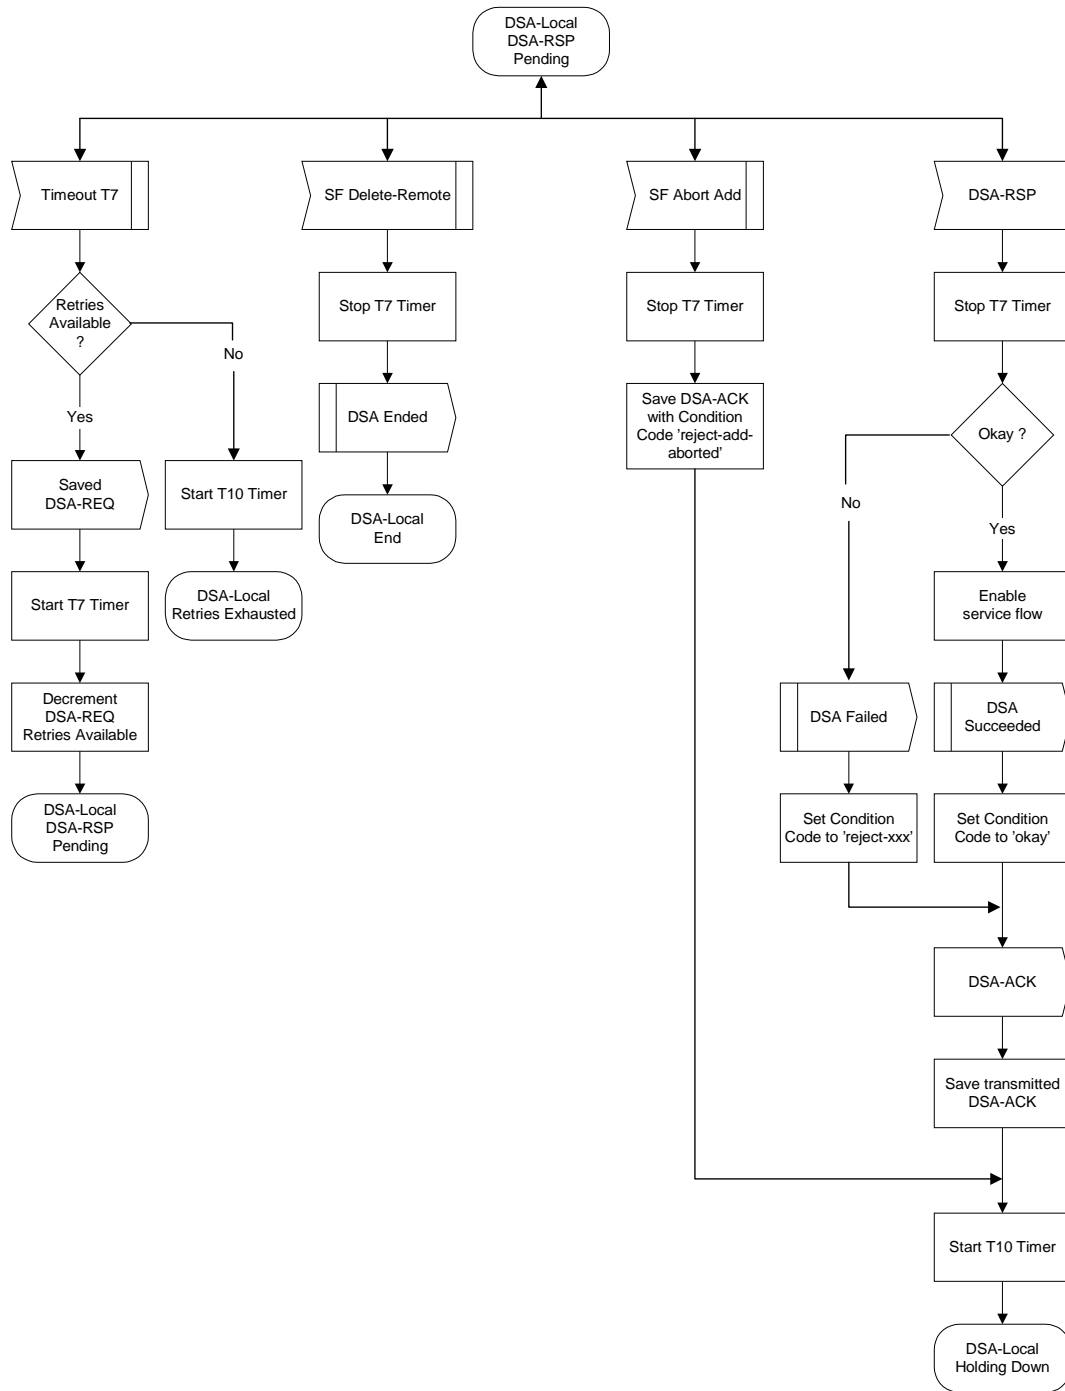 DSA-Local
DSA-RSP
Pending
Timeout T7
SF Delete-Remote
SF Abort Add
DSA-RSP
Retries
Available
?
No
Yes
Stop T7 Timer
Stop T7 Timer
Stop T7 Timer
DSA Ended
Save DSA-ACK
with Condition
Code 'reject-add-
aborted'
Okay ?
No
Yes
Saved
DSA-REQ
Start T10 Timer
DSA-Local
End
Start T7 Timer
DSA-Local
Retries Exhausted
Enable
service flow
Decrement
DSA-REQ
Retries Available
DSA Failed
DSA
Succeeded
DSA-Local
DSA-RSP
Pending
Set Condition
Code to 'reject-xxx'
Set Condition
Code to 'okay'
DSA-ACK
Save transmitted
DSA-ACK
Start T10 Timer
DSA-Local
Holding Down